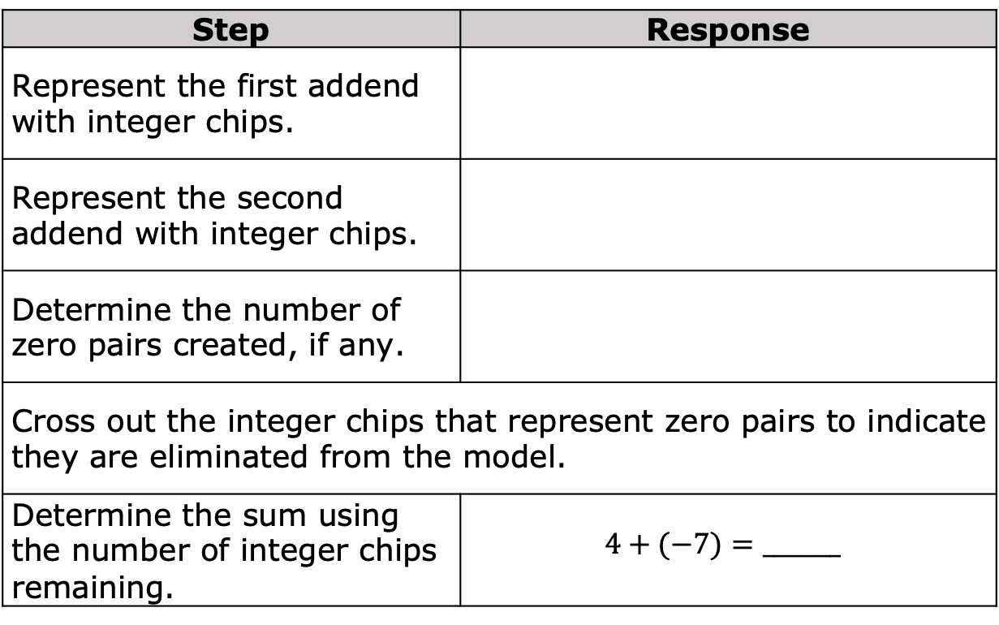 Step
Response
Represent the first addend
with integer chips.
Represent the second
addend with integer chips.
Determine the number of
zero pairs created, if any.
Cross out the integer chips that represent zero pairs to indicate
they are eliminated from the model.
Determine the sum using
the number of integer chips
remaining.
4 + (−7) = _____